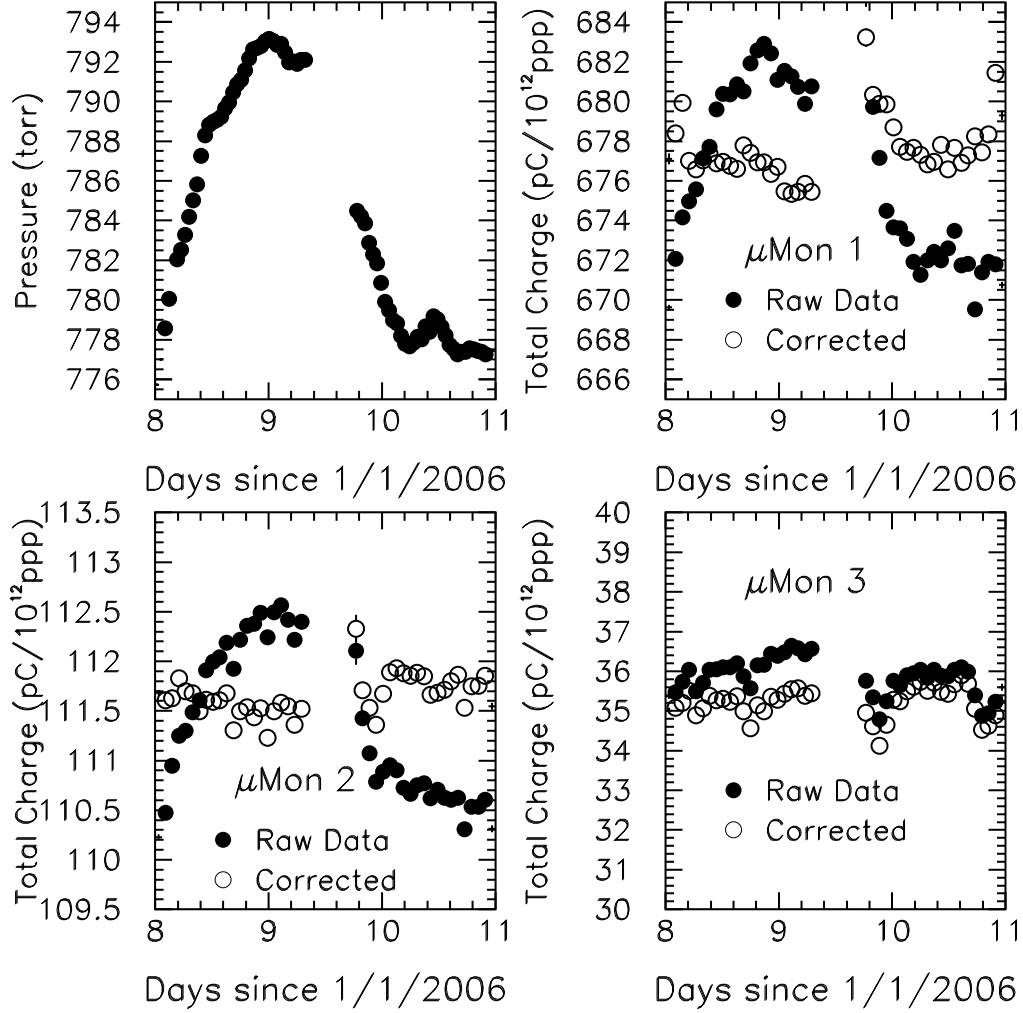 Pressure (torr)
794
792
790
788
786
784
782
780
778
776
8 9 10 11
Days since 1/1/2006
Total Charge (pC/10¹²ppp)
684
682
680
678
676
674
672
670
668
666
μMon 1
Raw Data
Corrected
8 9 10 11
Days since 1/1/2006
Total Charge (pC/10¹²ppp)
113.5
113
112.5
112
111.5
111
110.5
110
109.5
μMon 2
Raw Data
Corrected
8 9 10 11
Days since 1/1/2006
Total Charge (pC/10¹²ppp)
40
39
38
37
36
35
34
33
32
31
30
μMon 3
Raw Data
Corrected
8 9 10 11
Days since 1/1/2006